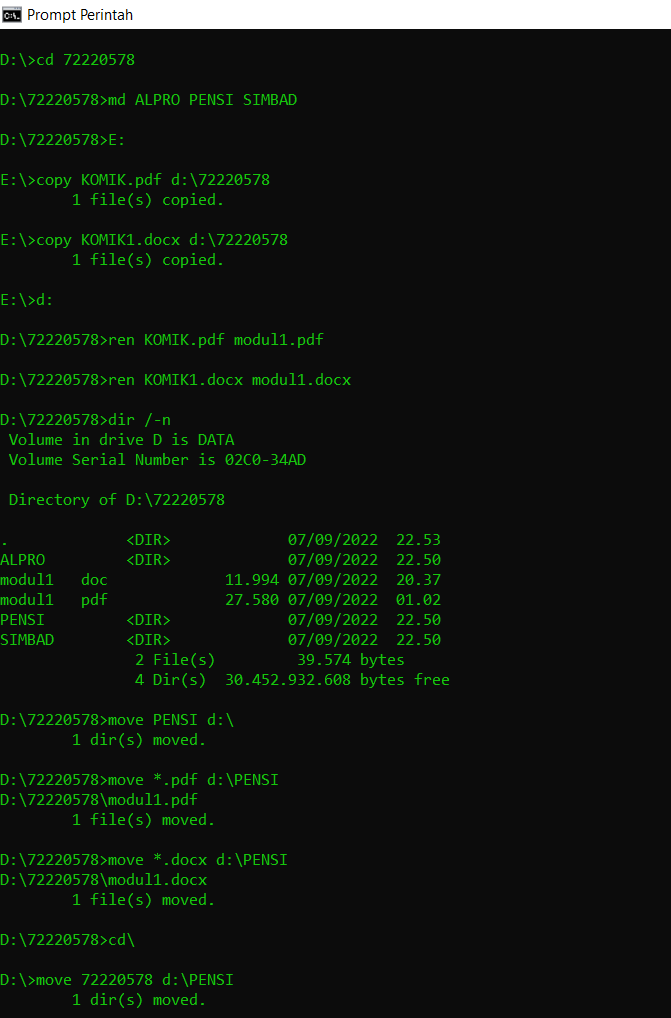 Prompt Perintah
D:\>cd 72220578
D:\72220578>md ALPRO PENSI SIMBAD
D:\72220578>E:
E:\>copy KOMIK.pdf d:\72220578
        1 file(s) copied.
E:\>copy KOMIK1.docx d:\72220578
        1 file(s) copied.
E:\>d:
D:\72220578>ren KOMIK.pdf modul1.pdf
D:\72220578>ren KOMIK1.docx modul1.docx
D:\72220578>dir /-n
 Volume in drive D is DATA
 Volume Serial Number is 02C0-34AD
 Directory of D:\72220578
.             <DIR>             07/09/2022  22.53
ALPRO         <DIR>             07/09/2022  22.50
modul1   doc             11.994 07/09/2022  20.37
modul1   pdf             27.580 07/09/2022  01.02
PENSI         <DIR>             07/09/2022  22.50
SIMBAD        <DIR>             07/09/2022  22.50
               2 File(s)         39.574 bytes
               4 Dir(s)  30.452.932.608 bytes free
D:\72220578>move PENSI d:\
        1 dir(s) moved.
D:\72220578>move *.pdf d:\PENSI
D:\72220578\modul1.pdf
        1 file(s) moved.
D:\72220578>move *.docx d:\PENSI
D:\72220578\modul1.docx
        1 file(s) moved.
D:\72220578>cd\
D:\>move 72220578 d:\PENSI
        1 dir(s) moved.